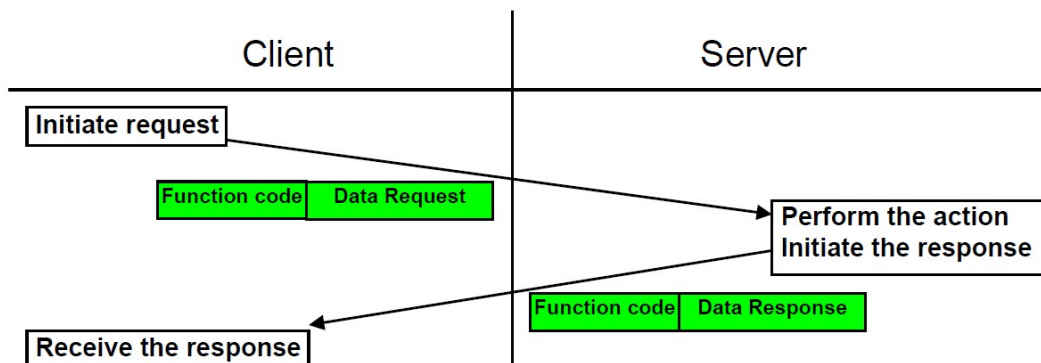 Client
Server
Initiate request
Function code Data Request
Perform the action
Initiate the response
Function code Data Response
Receive the response